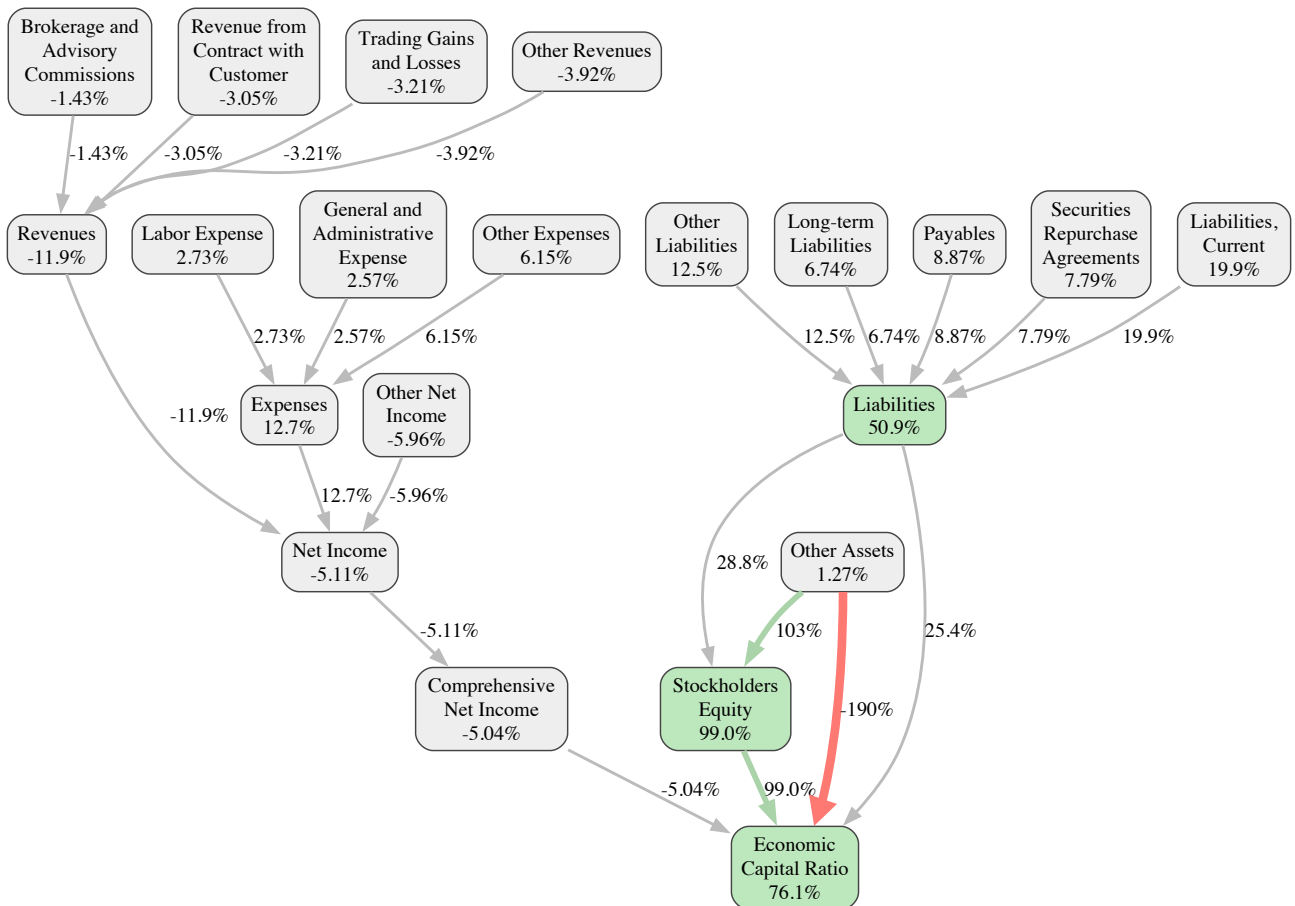 Brokerage and
Advisory
Commissions
-1.43%
Revenue from
Contract with
Customer
-3.05%
Trading Gains
and Losses
-3.21%
Other Revenues
-3.92%
-1.43%
-3.05%
-3.21%
-3.92%
Revenues
-11.9%
Labor Expense
2.73%
General and
Administrative
Expense
2.57%
Other Expenses
6.15%
Other
Liabilities
12.5%
Long-term
Liabilities
6.74%
Payables
8.87%
Securities
Repurchase
Agreements
7.79%
Liabilities,
Current
19.9%
2.73%
2.57%
6.15%
12.5%
6.74%
8.87%
7.79%
19.9%
-11.9%
Expenses
12.7%
Other Net
Income
-5.96%
Liabilities
50.9%
12.7%
-5.96%
Net Income
-5.11%
28.8%
Other Assets
1.27%
-5.11%
103%
25.4%
Comprehensive
Net Income
-5.04%
Stockholders
Equity
99.0%
-190%
-5.04%
99.0%
Economic
Capital Ratio
76.1%